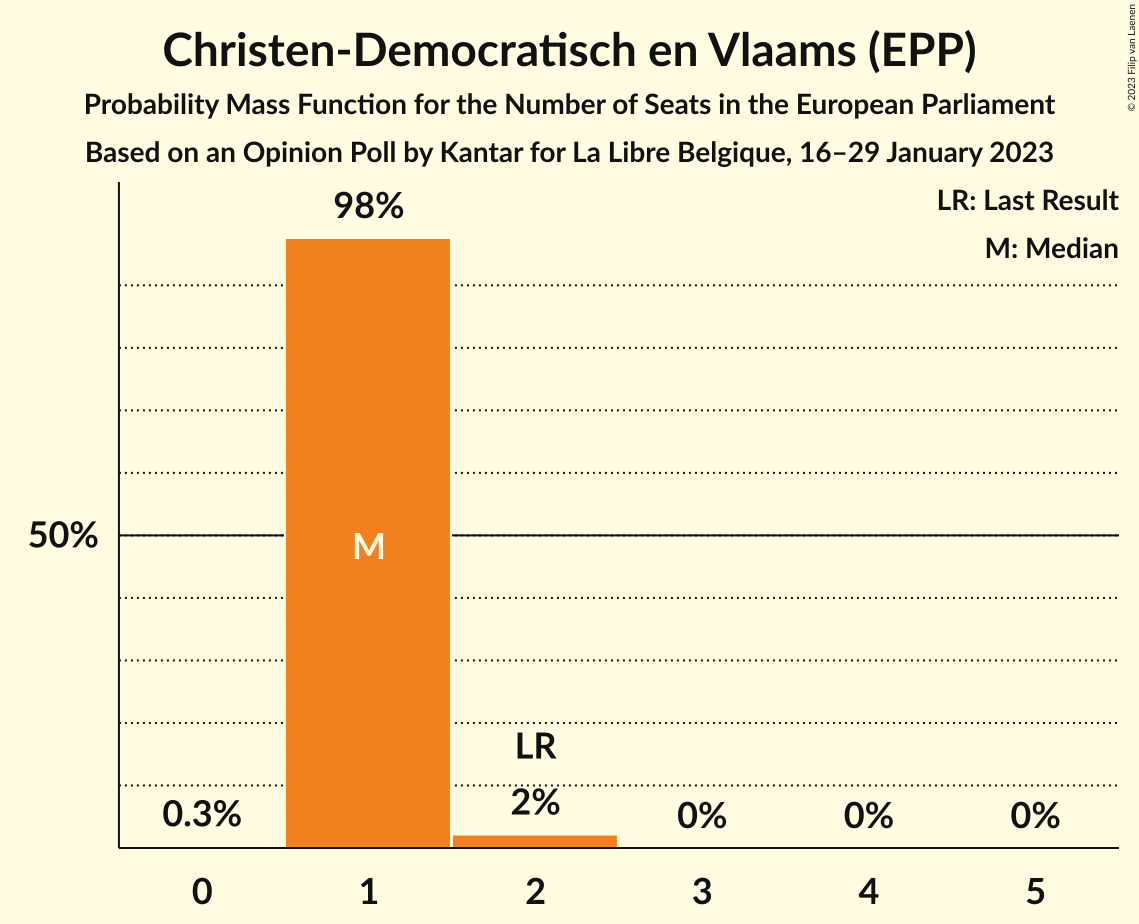 Christen-Democratisch en Vlaams (EPP)
Probability Mass Function for the Number of Seats in the European Parliament
Based on an Opinion Poll by Kantar for La Libre Belgique, 16–29 January 2023
© 2023 Filip van Laenen
LR: Last Result
M: Median
98%
50%
M
LR
0.3%
2%
0%
0%
0%
0
1
2
3
4
5